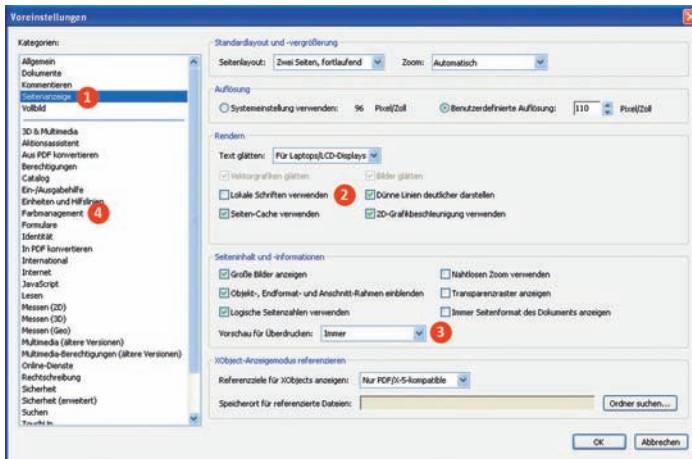 Voreinstellungen
Kategorien:
Allgemein
Dokumente
Kommentieren
Seitenanzeige 1
Vollbild
3D & Multimedia
Aktionsassistent
Aus PDF konvertieren
Berechtigungen
Catalog
Ein-/Ausgabehilfe
Einheiten und Hilfslinien
Farbmanagement 4
Formulare
Identität
In PDF konvertieren
International
Internet
JavaScript
Lesen
Messen (2D)
Messen (3D)
Messen (Geo)
Multimedia (ältere Versionen)
Multimedia-Berechtigungen (ältere Versionen)
Online-Dienste
Rechtschreibung
Sicherheit
Sicherheit (erweitert)
Suchen
TouchUp
Standardlayout und -vergrößerung
Seitenlayout: Zwei Seiten, fortlaufend Zoom: Automatisch
Auflösung
Systemeinstellung verwenden: 96 Pixel/Zoll Benutzerdefinierte Auflösung: 110 Pixel/Zoll
Rendern
Text glätten: Für Laptops/LCD-Displays
Vektorgrafiken glätten Bilder glätten
Lokale Schriften verwenden 2 Dünne Linien deutlicher darstellen
Seiten-Cache verwenden 2D-Grafikbeschleunigung verwenden
Seiteninhalt und -informationen
Große Bilder anzeigen Nahtlosen Zoom verwenden
Objekt-, Endformat- und Anschnitt-Rahmen einblenden Transparenzraster anzeigen
Logische Seitenzahlen verwenden Immer Seitenformat des Dokuments anzeigen
Vorschau für Überdrucken: Immer 3
XObject-Anzeigemodus referenzieren
Referenzziele für XObjects anzeigen: Nur PDF/X-5-kompatible
Speicherort für referenzierte Dateien: Ordner suchen...
OK Abbrechen